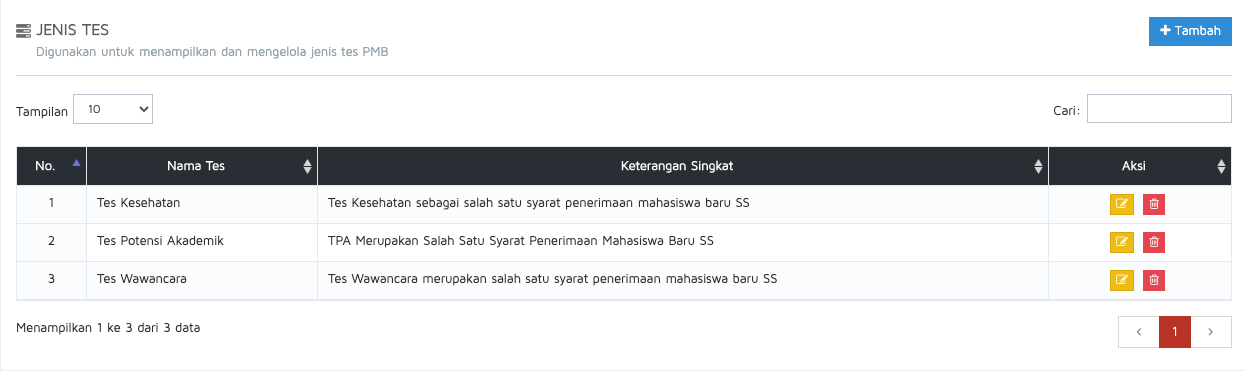 JENIS TES
Digunakan untuk menampilkan dan mengelola jenis tes PMB
Tambah
Tampilan 10
Cari:
No. Nama Tes Keterangan Singkat Aksi
1 Tes Kesehatan Tes Kesehatan sebagai salah satu syarat penerimaan mahasiswa baru SS
2 Tes Potensi Akademik TPA Merupakan Salah Satu Syarat Penerimaan Mahasiswa Baru SS
3 Tes Wawancara Tes Wawancara merupakan salah satu syarat penerimaan mahasiswa baru SS
Menampilkan 1 ke 3 dari 3 data
< 1 >